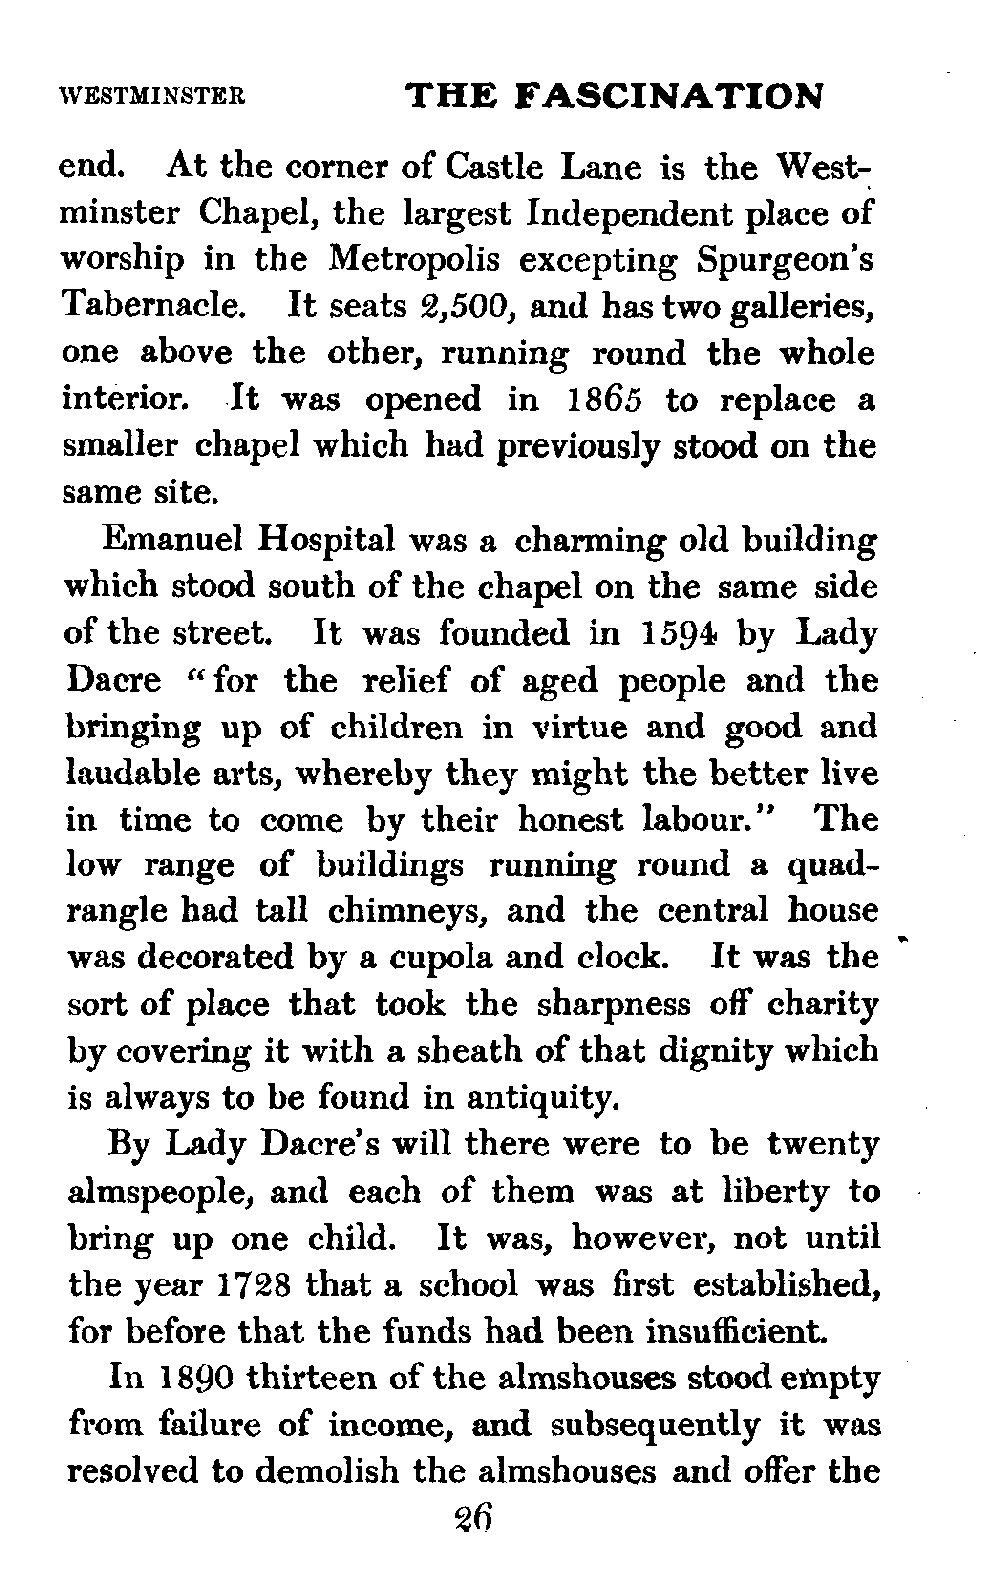 WESTMINSTER THE FASCINATION
end. At the corner of Castle Lane is the West-
minster Chapel, the largest Independent place of
worship in the Metropolis excepting Spurgeon's
Tabernacle. It seats 2,500, and has two galleries,
one above the other, running round the whole
interior. It was opened in 1865 to replace a
smaller chapel which had previously stood on the
same site.
Emanuel Hospital was a charming old building
which stood south of the chapel on the same side
of the street. It was founded in 1594 by Lady
Dacre “for the relief of aged people and the
bringing up of children in virtue and good and
laudable arts, whereby they might the better live
in time to come by their honest labour.” The
low range of buildings running round a quad-
rangle had tall chimneys, and the central house
was decorated by a cupola and clock. It was the
sort of place that took the sharpness off charity
by covering it with a sheath of that dignity which
is always to be found in antiquity.
By Lady Dacre's will there were to be twenty
almspeople, and each of them was at liberty to
bring up one child. It was, however, not until
the year 1728 that a school was first established,
for before that the funds had been insufficient.
In 1890 thirteen of the almshouses stood empty
from failure of income, and subsequently it was
resolved to demolish the almshouses and offer the
26